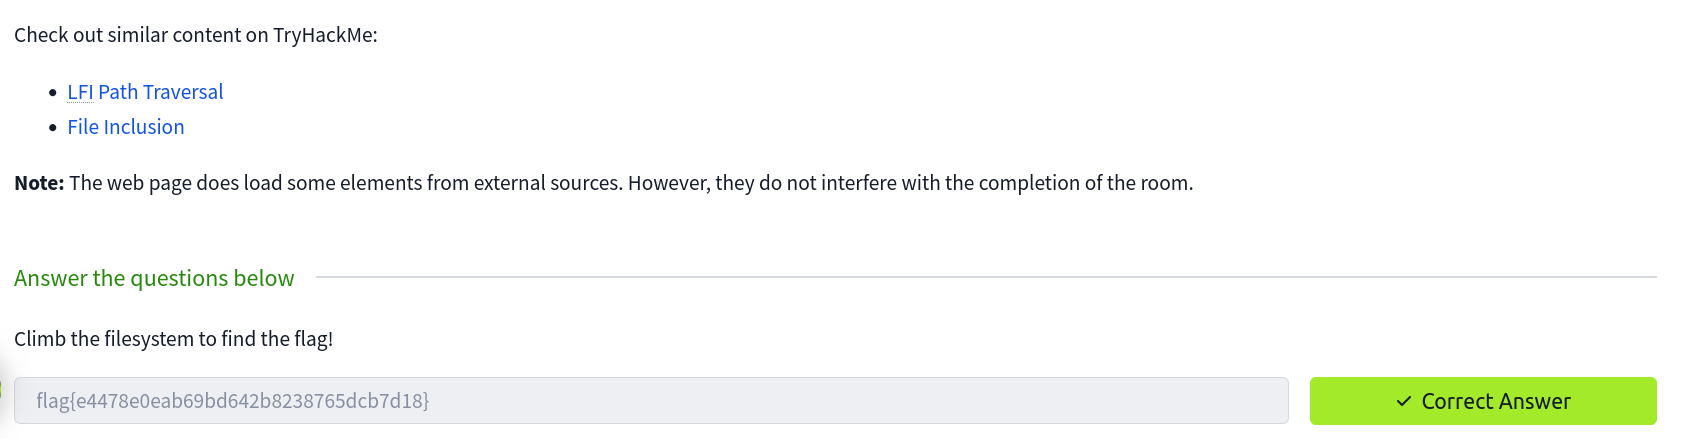 Check out similar content on TryHackMe:
LFI Path Traversal
File Inclusion
Note: The web page does load some elements from external sources. However, they do not interfere with the completion of the room.
Answer the questions below
Climb the filesystem to find the flag!
flag{e4478e0eab69bd642b8238765dcb7d18}
Correct Answer